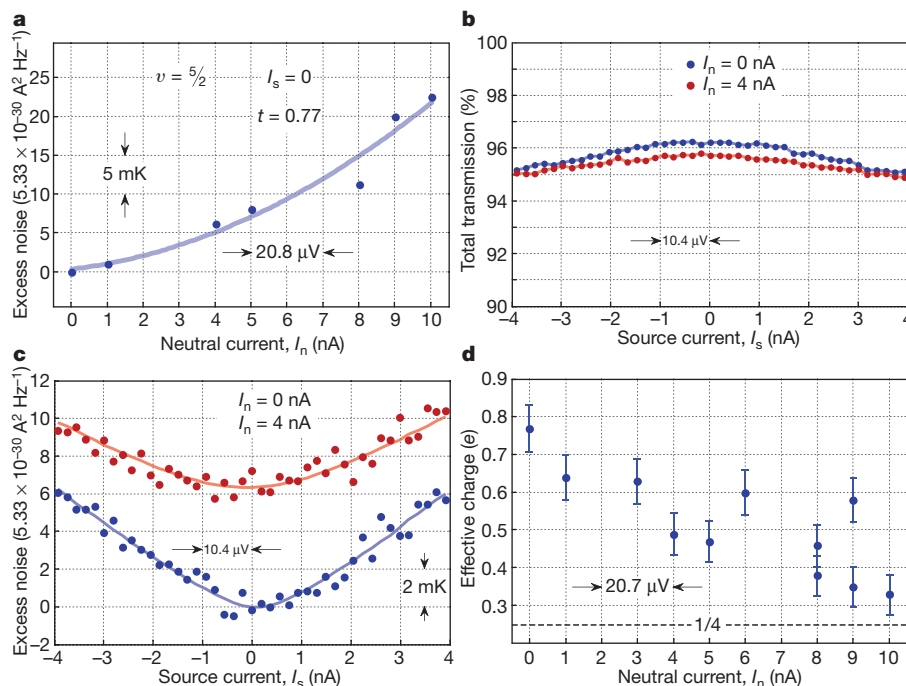 a
Excess noise (5.33 × 10⁻³⁰ A² Hz⁻¹)
25
20
15
10
5
0
υ = 5/2
I_s = 0
t = 0.77
5 mK
20.8 µV
0 1 2 3 4 5 6 7 8 9 10
Neutral current, I_n (nA)
b
Total transmission (%)
100
98
96
94
92
90
I_n = 0 nA
I_n = 4 nA
10.4 µV
−4 −3 −2 −1 0 1 2 3 4
Source current, I_s (nA)
c
Excess noise (5.33 × 10⁻³⁰ A² Hz⁻¹)
12
10
8
6
4
2
0
−2
I_n = 0 nA
I_n = 4 nA
10.4 µV
2 mK
−4 −3 −2 −1 0 1 2 3 4
Source current, I_s (nA)
d
Effective charge (e)
0.9
0.8
0.7
0.6
0.5
0.4
0.3
20.7 µV
1/4
0 1 2 3 4 5 6 7 8 9 10
Neutral current, I_n (nA)